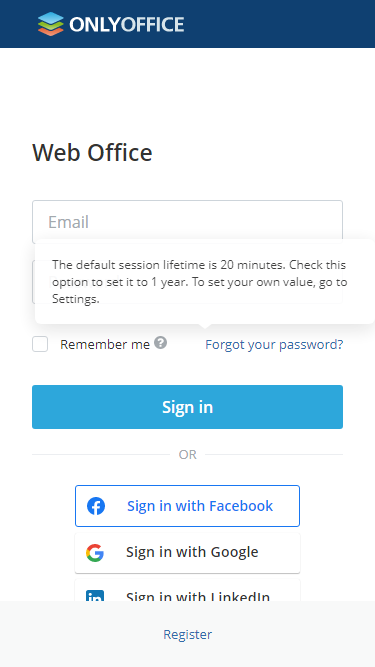 ONLYOFFICE
Web Office
Email
The default session lifetime is 20 minutes. Check this
option to set it to 1 year. To set your own value, go to
Settings.
Remember me ?
Forgot your password?
Sign in
OR
Sign in with Facebook
Sign in with Google
in Sign in with LinkedIn
Register